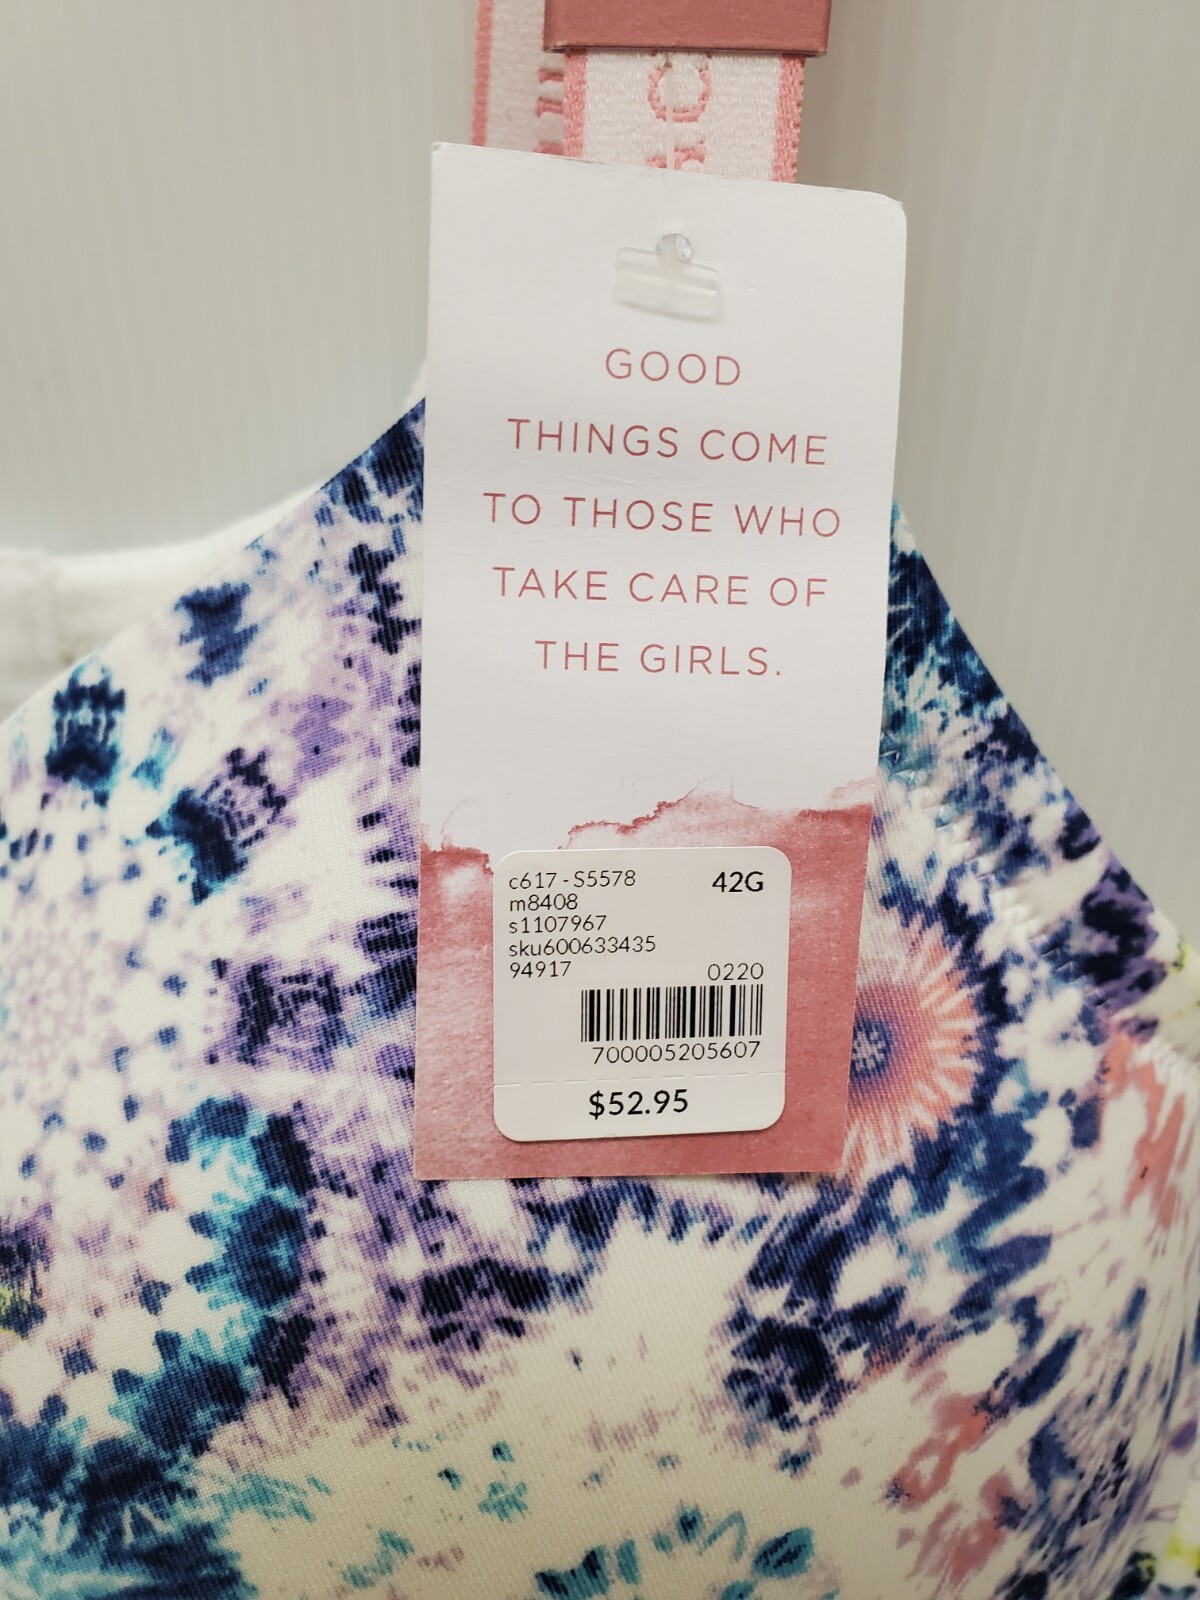 GOOD
THINGS COME
TO THOSE WHO
TAKE CARE OF
THE GIRLS.
c617 - S5578 42G
m8408
s1107967
sku600633435
94917 0220
700005205607
$52.95